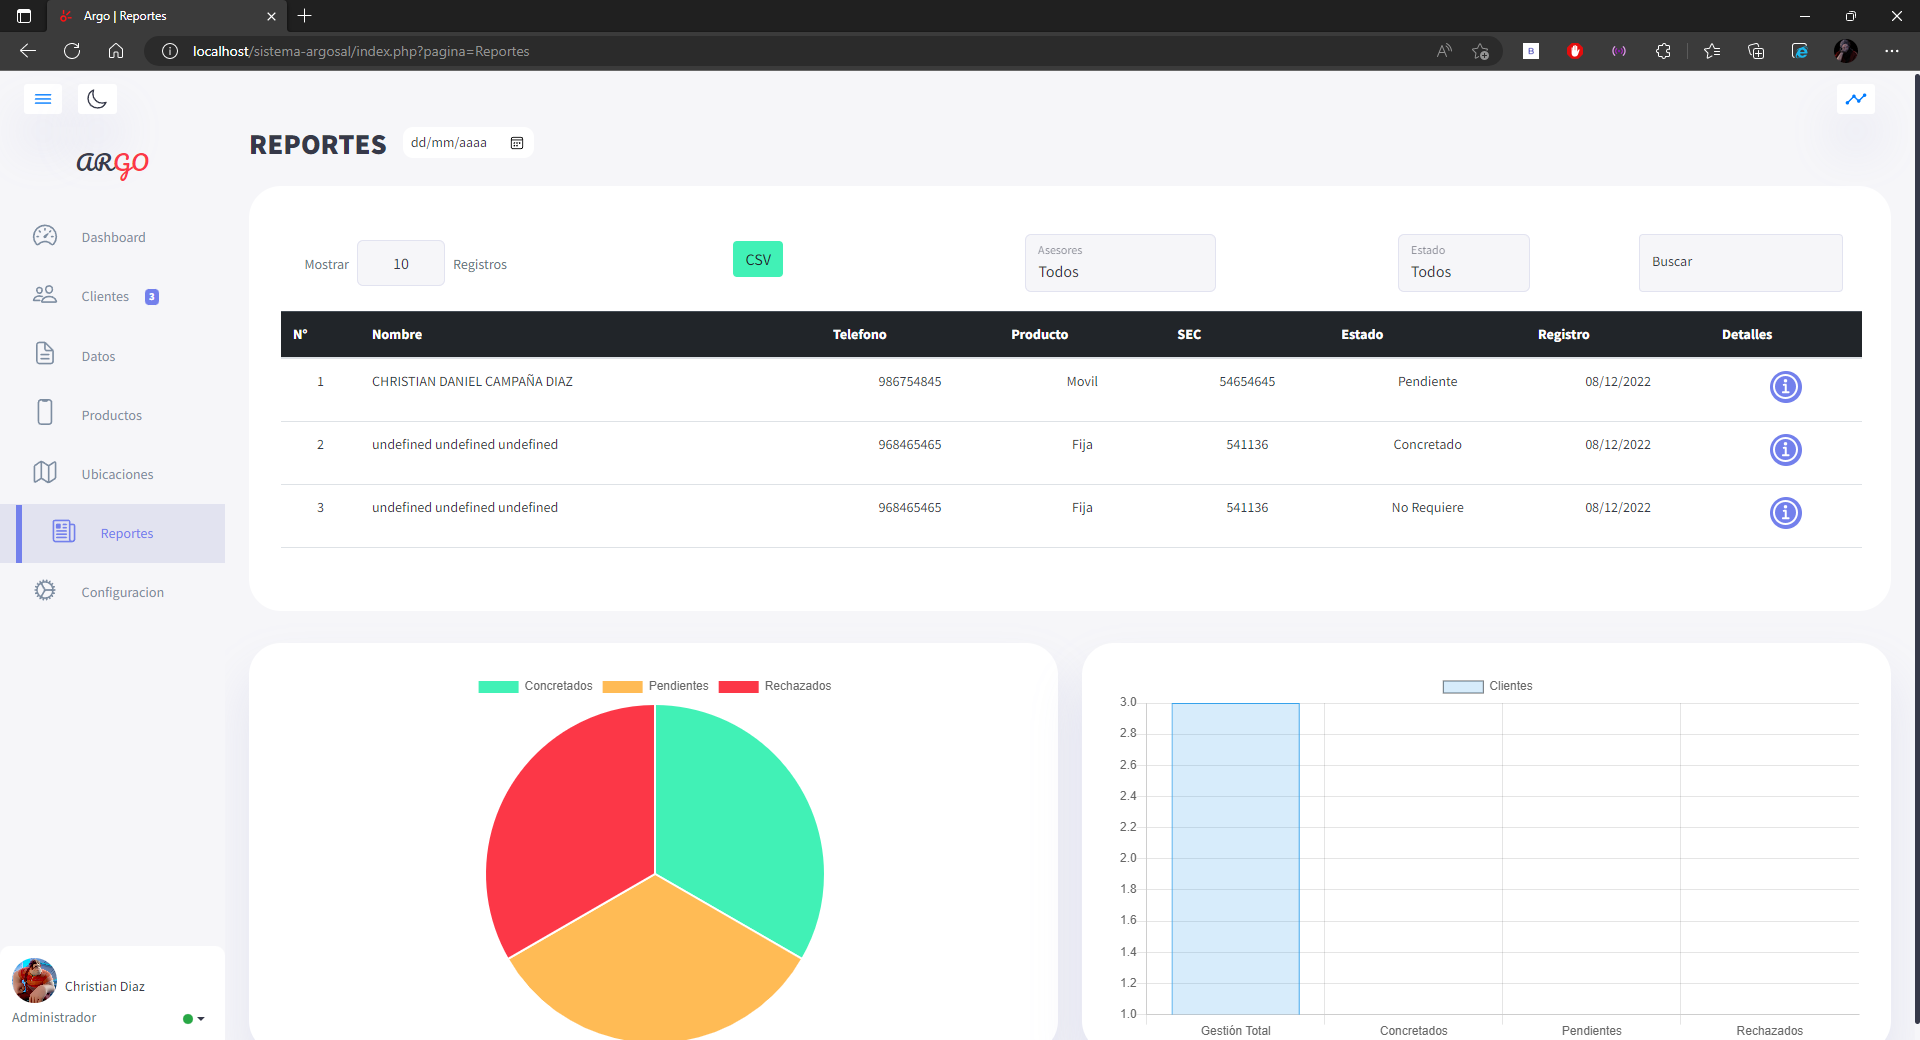 Argo | Reportes
localhost/sistema-argosal/index.php?pagina=Reportes
ARGO
Dashboard
Clientes 3
Datos
Productos
Ubicaciones
Reportes
Configuracion
Christian Diaz
Administrador
REPORTES dd/mm/aaaa
Mostrar 10 Registros
CSV
Asesores
Todos
Estado
Todos
Buscar
N° Nombre Telefono Producto SEC Estado Registro Detalles
1 CHRISTIAN DANIEL CAMPAÑA DIAZ 986754845 Movil 54654645 Pendiente 08/12/2022
2 undefined undefined undefined 968465465 Fija 541136 Concretado 08/12/2022
3 undefined undefined undefined 968465465 Fija 541136 No Requiere 08/12/2022
Concretados Pendientes Rechazados
Clientes
3.0
2.8
2.6
2.4
2.2
2.0
1.8
1.6
1.4
1.2
1.0
Gestión Total Concretados Pendientes Rechazados